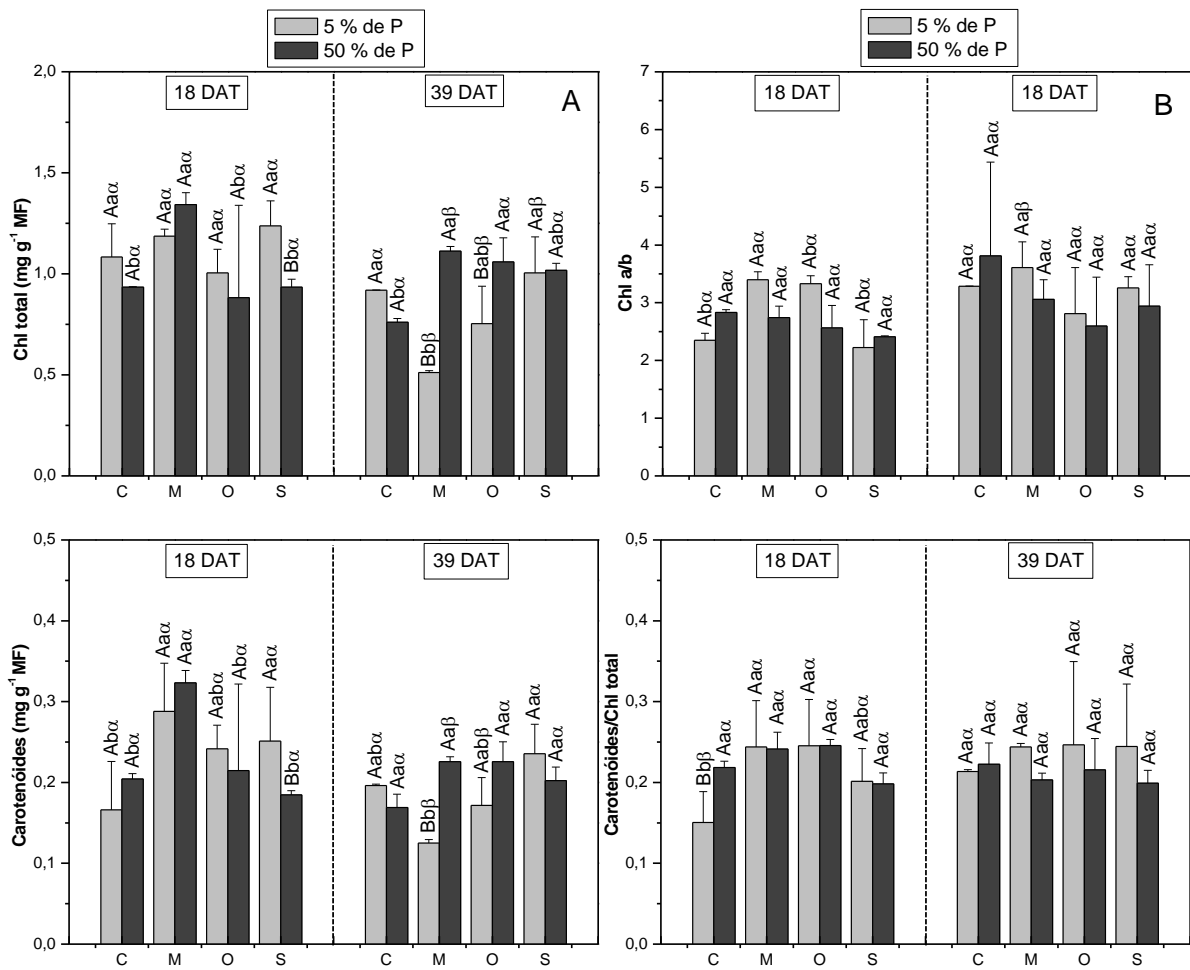 5 % de P
50 % de P
5 % de P
50 % de P
A
18 DAT
39 DAT
Chl total (mg g-1 MF)
2,0
1,5
1,0
0,5
0,0
Aaα
Abα
Aaα
Aaα
Aaα
Abα
Aaα
Bbα
Aaα
Abα
Bbβ
Aaβ
Babβ
Aaα
Aaβ
Aabα
C M O S C M O S
B
18 DAT
18 DAT
Chl a/b
7
6
5
4
3
2
1
0
Abα
Aaα
Aaα
Aaα
Abα
Aaα
Abα
Aaα
Aaα
Aaα
Aaβ
Aaα
Aaα
Aaα
Aaα
Aaα
C M O S C M O S
18 DAT
39 DAT
Carotenóides (mg g-1 MF)
0,5
0,4
0,3
0,2
0,1
0,0
Abα
Abα
Aaα
Aaα
Aabα
Abα
Aaα
Bbα
Aabα
Aaα
Bbβ
Aaβ
Aabβ
Aaα
Aaα
Aaα
C M O S C M O S
18 DAT
39 DAT
Carotenóides/Chl total
0,5
0,4
0,3
0,2
0,1
0,0
Bbβ
Aaα
Aaα
Aaα
Aaα
Aaα
Aabα
Aaα
Aaα
Aaα
Aaα
Aaα
Aaα
Aaα
Aaα
Aaα
C M O S C M O S